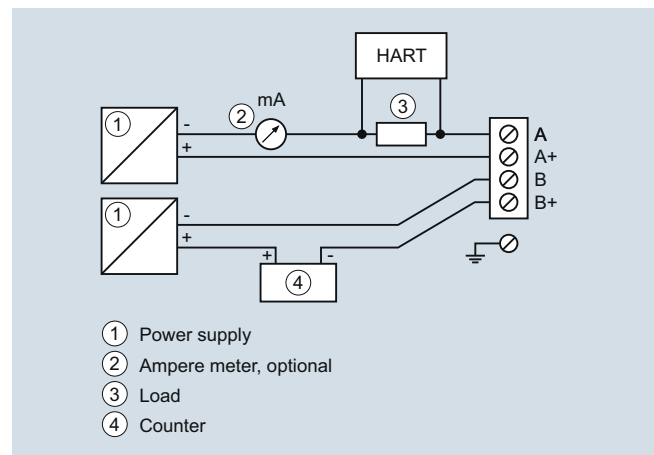 HART
mA
2
3
1
-
+
A
A+
B
B+
1
-
+
+
-
4
1 Power supply
2 Ampere meter, optional
3 Load
4 Counter